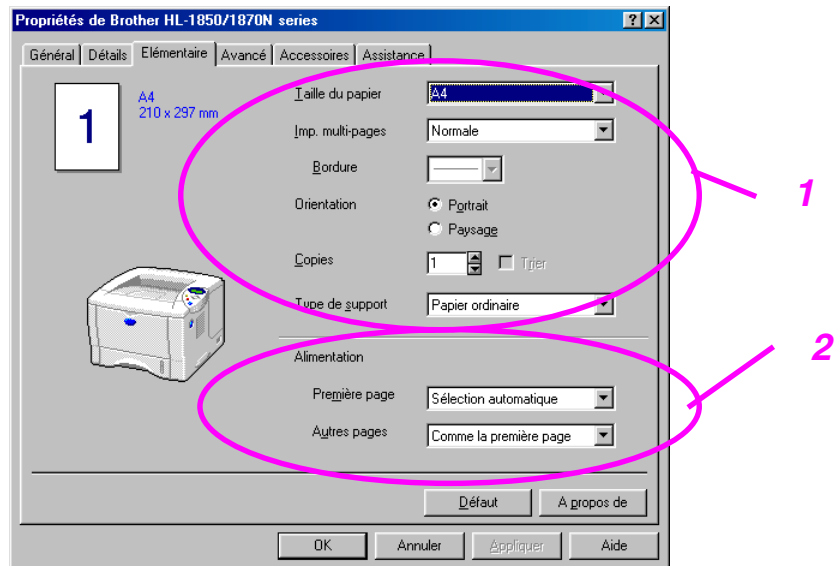 Propriétés de Brother HL-1850/1870N series
Général Détails Elémentaire Avancé Accessoires Assistance
1
A4
210 x 297 mm
Taille du papier A4
Imp. multi-pages Normale
Bordure
Orientation Portrait
Paysage
Copies 1 Trier
Type de support Papier ordinaire
1
Alimentation
Première page Sélection automatique
Autres pages Comme la première page
2
Défaut A propos de
OK Annuler Appliquer Aide